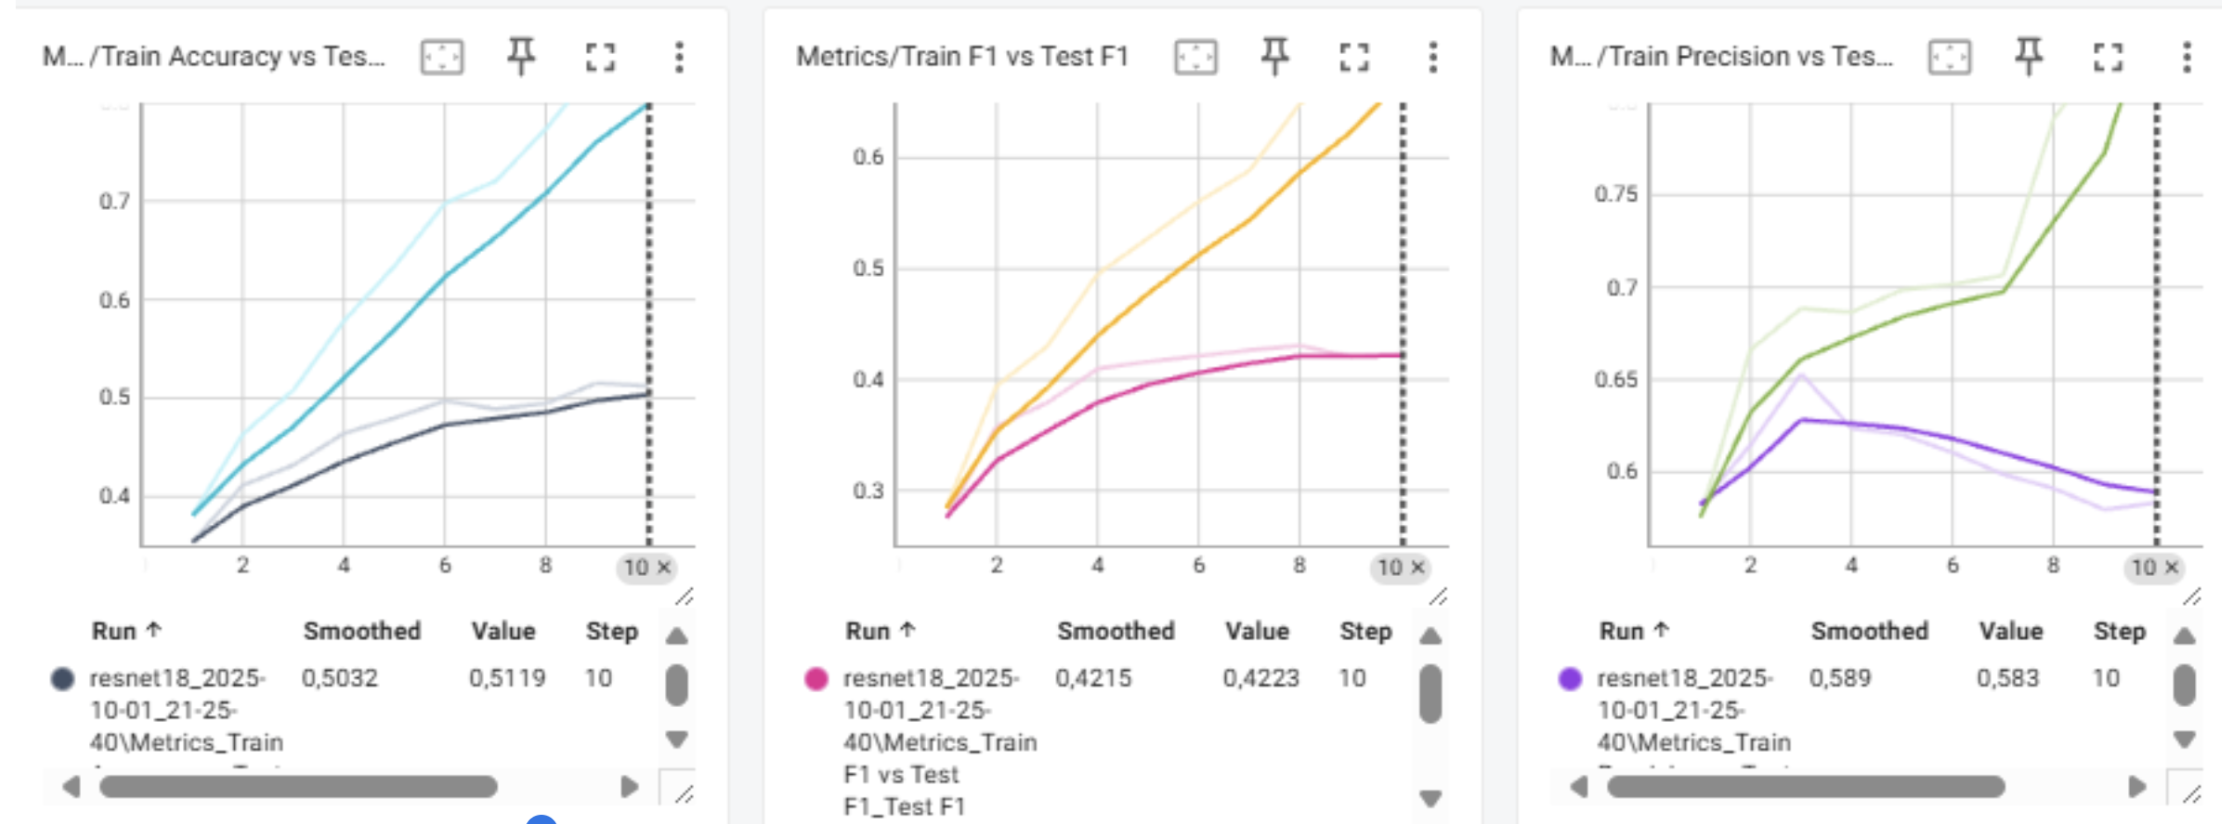 M... /Train Accuracy vs Tes...
0.7
0.6
0.5
0.4
2 4 6 8 10 ×
Run ↑ Smoothed Value Step
resnet18_2025- 0,5032 0,5119 10
10-01_21-25-
40\Metrics_Train
Metrics/Train F1 vs Test F1
0.6
0.5
0.4
0.3
2 4 6 8 10 ×
Run ↑ Smoothed Value Step
resnet18_2025- 0,4215 0,4223 10
10-01_21-25-
40\Metrics_Train
F1 vs Test
F1_Test F1
M... /Train Precision vs Tes...
0.75
0.7
0.65
0.6
2 4 6 8 10 ×
Run ↑ Smoothed Value Step
resnet18_2025- 0,589 0,583 10
10-01_21-25-
40\Metrics_Train